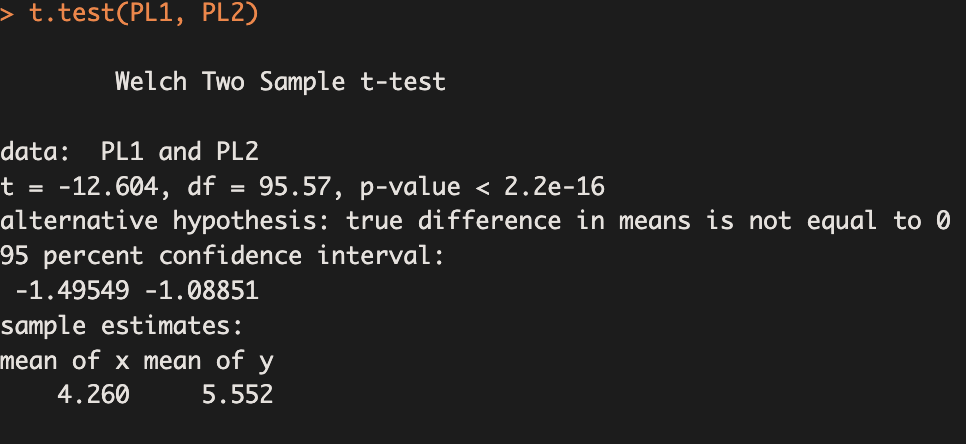 > t.test(PL1, PL2)
Welch Two Sample t-test
data:  PL1 and PL2
t = -12.604, df = 95.57, p-value < 2.2e-16
alternative hypothesis: true difference in means is not equal to 0
95 percent confidence interval:
 -1.49549 -1.08851
sample estimates:
mean of x mean of y
    4.260     5.552